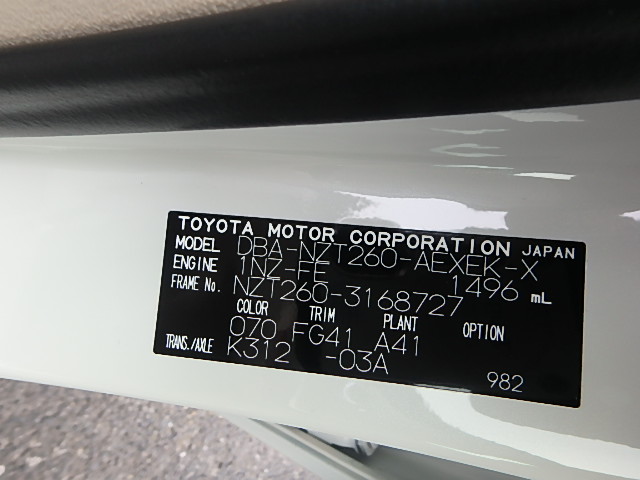 TOYOTA MOTOR CORPORATION JAPAN
MODEL DBA-NZT260-AEXEK-X
ENGINE 1NZ-FE 1496 mL
FRAME No. NZT260-3168727
COLOR TRIM PLANT OPTION
070 FG41 A41
TRANS./AXLE K312 -03A
982